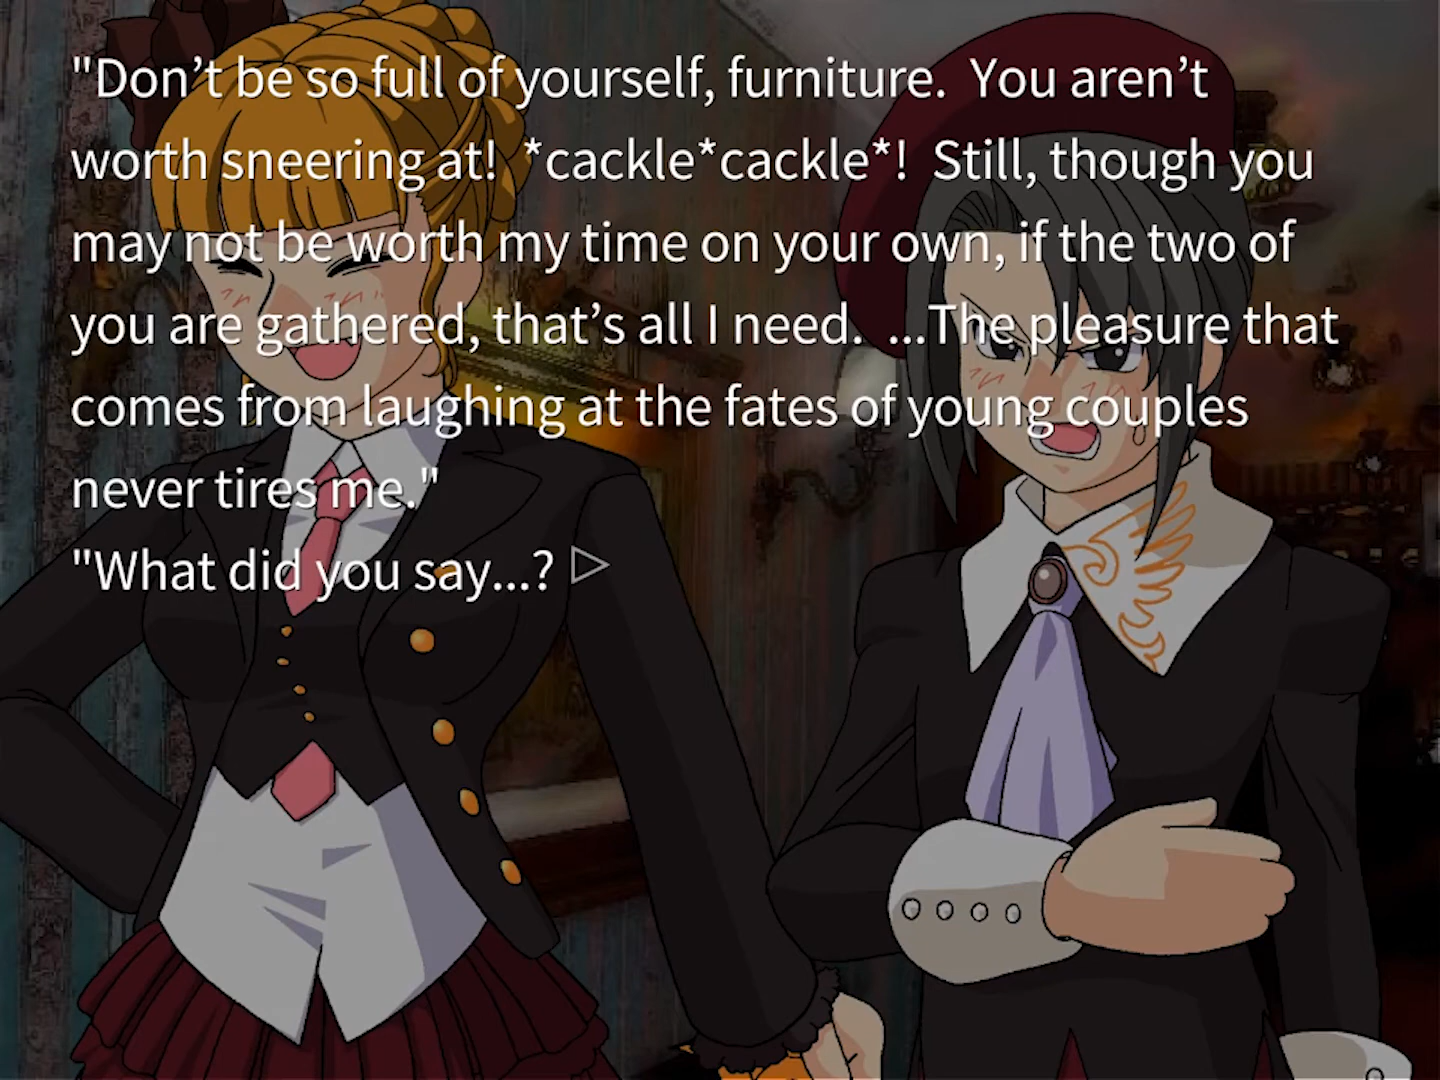 "Don’t be so full of yourself, furniture.  You aren’t
worth sneering at!  *cackle*cackle*!  Still, though you
may not be worth my time on your own, if the two of
you are gathered, that’s all I need.  ...The pleasure that
comes from laughing at the fates of young couples
never tires me."
"What did you say...?